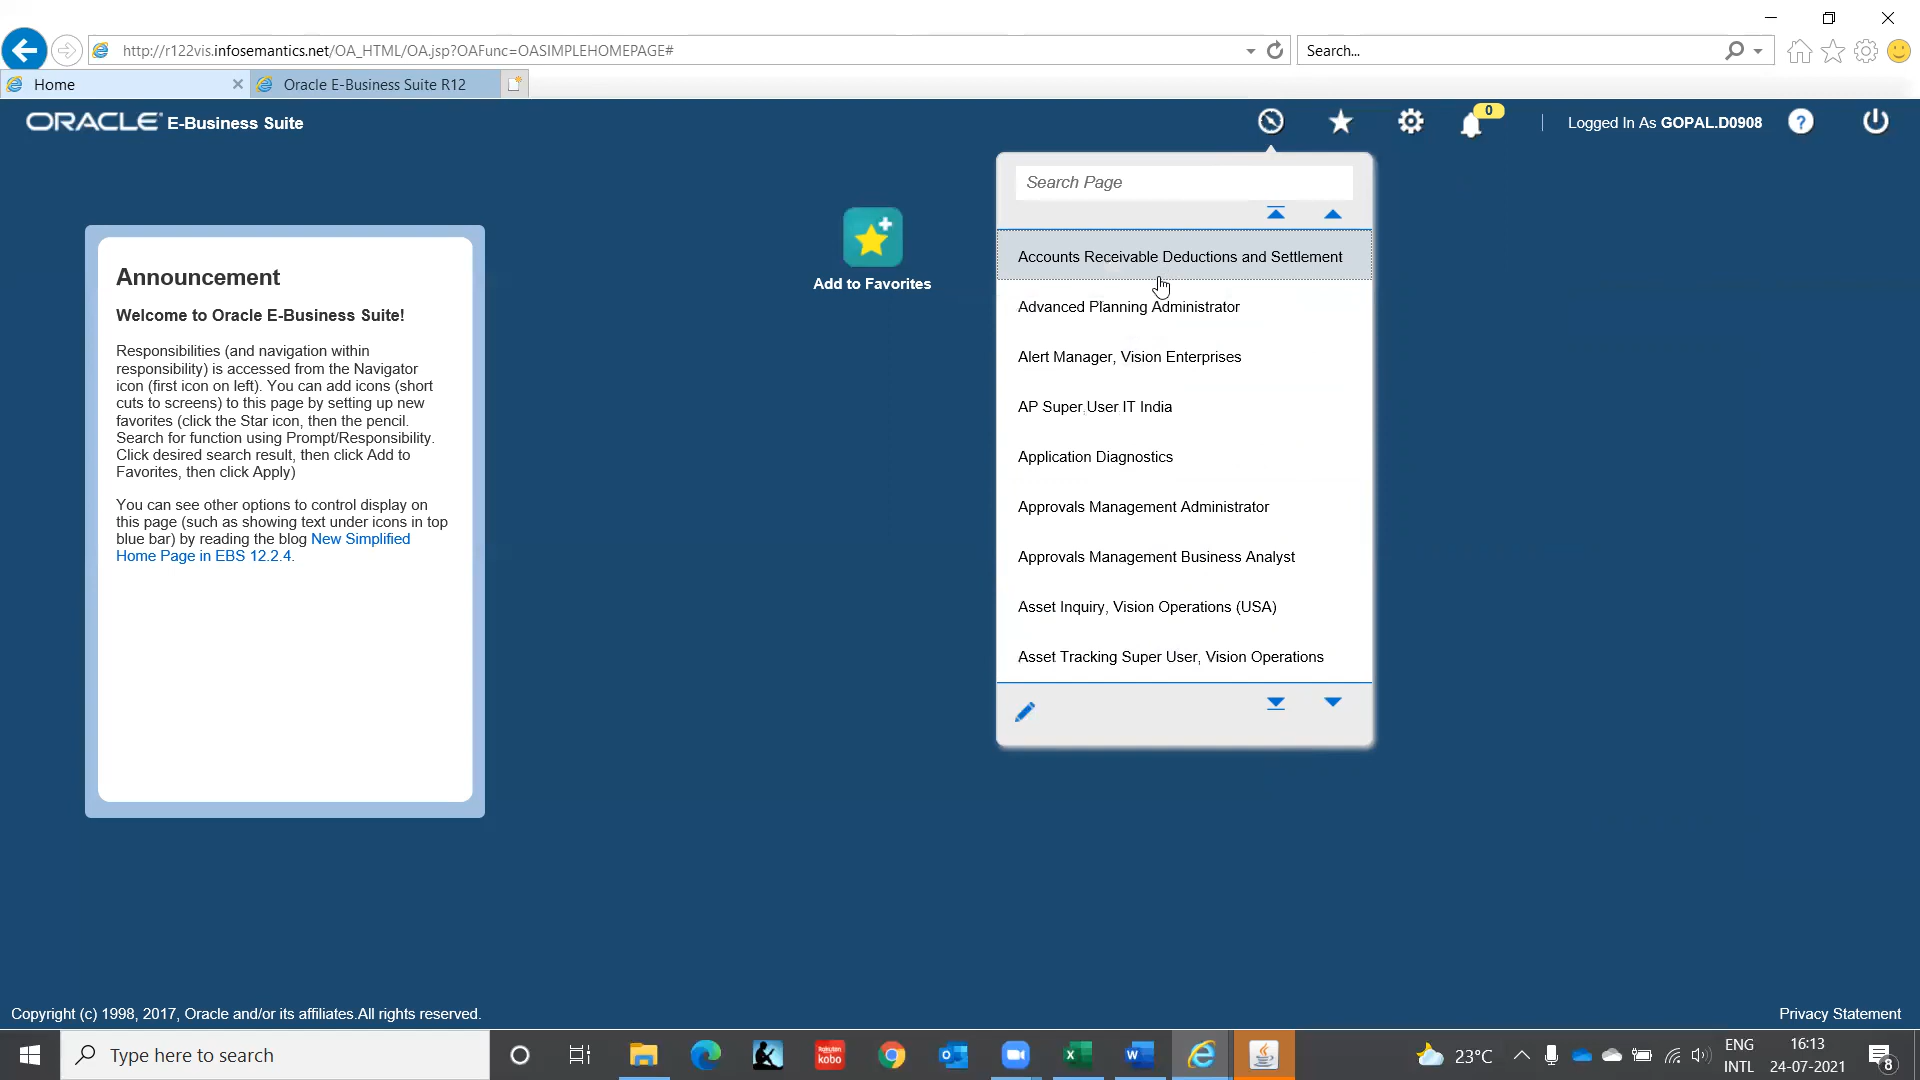 http://r122vis.infosemantics.net/OA_HTML/OA.jsp?OAFunc=OASIMPLEHOMEPAGE#
Search...
Home
Oracle E-Business Suite R12
ORACLE E-Business Suite
0
Logged In As GOPAL.D0908
?
Search Page
Add to Favorites
Accounts Receivable Deductions and Settlement
Advanced Planning Administrator
Alert Manager, Vision Enterprises
AP Super User IT India
Application Diagnostics
Approvals Management Administrator
Approvals Management Business Analyst
Asset Inquiry, Vision Operations (USA)
Asset Tracking Super User, Vision Operations
Announcement
Welcome to Oracle E-Business Suite!
Responsibilities (and navigation within
responsibility) is accessed from the Navigator
icon (first icon on left). You can add icons (short
cuts to screens) to this page by setting up new
favorites (click the Star icon, then the pencil.
Search for function using Prompt/Responsibility.
Click desired search result, then click Add to
Favorites, then click Apply)
You can see other options to control display on
this page (such as showing text under icons in top
blue bar) by reading the blog New Simplified
Home Page in EBS 12.2.4.
Copyright (c) 1998, 2017, Oracle and/or its affiliates.All rights reserved.
Privacy Statement
Type here to search
Rakuten
kobo
23°C
ENG
INTL
16:13
24-07-2021
8